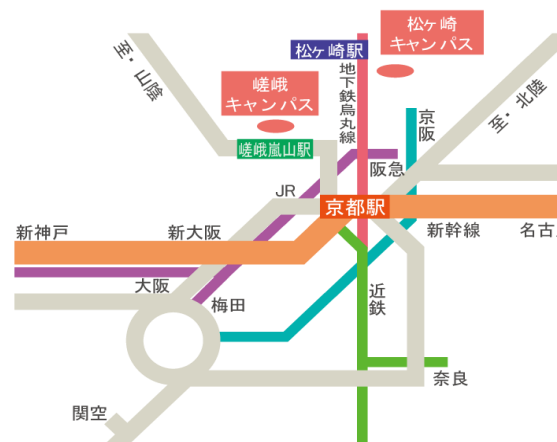 松ヶ崎
キャンパス
松ヶ崎駅
至・山陰
嵯峨
キャンパス
地下鉄烏丸線
京阪
至・北陸
嵯峨嵐山駅
阪急
JR
京都駅
新神戸
新大阪
新幹線
名古
大阪
梅田
近鉄
奈良
関空